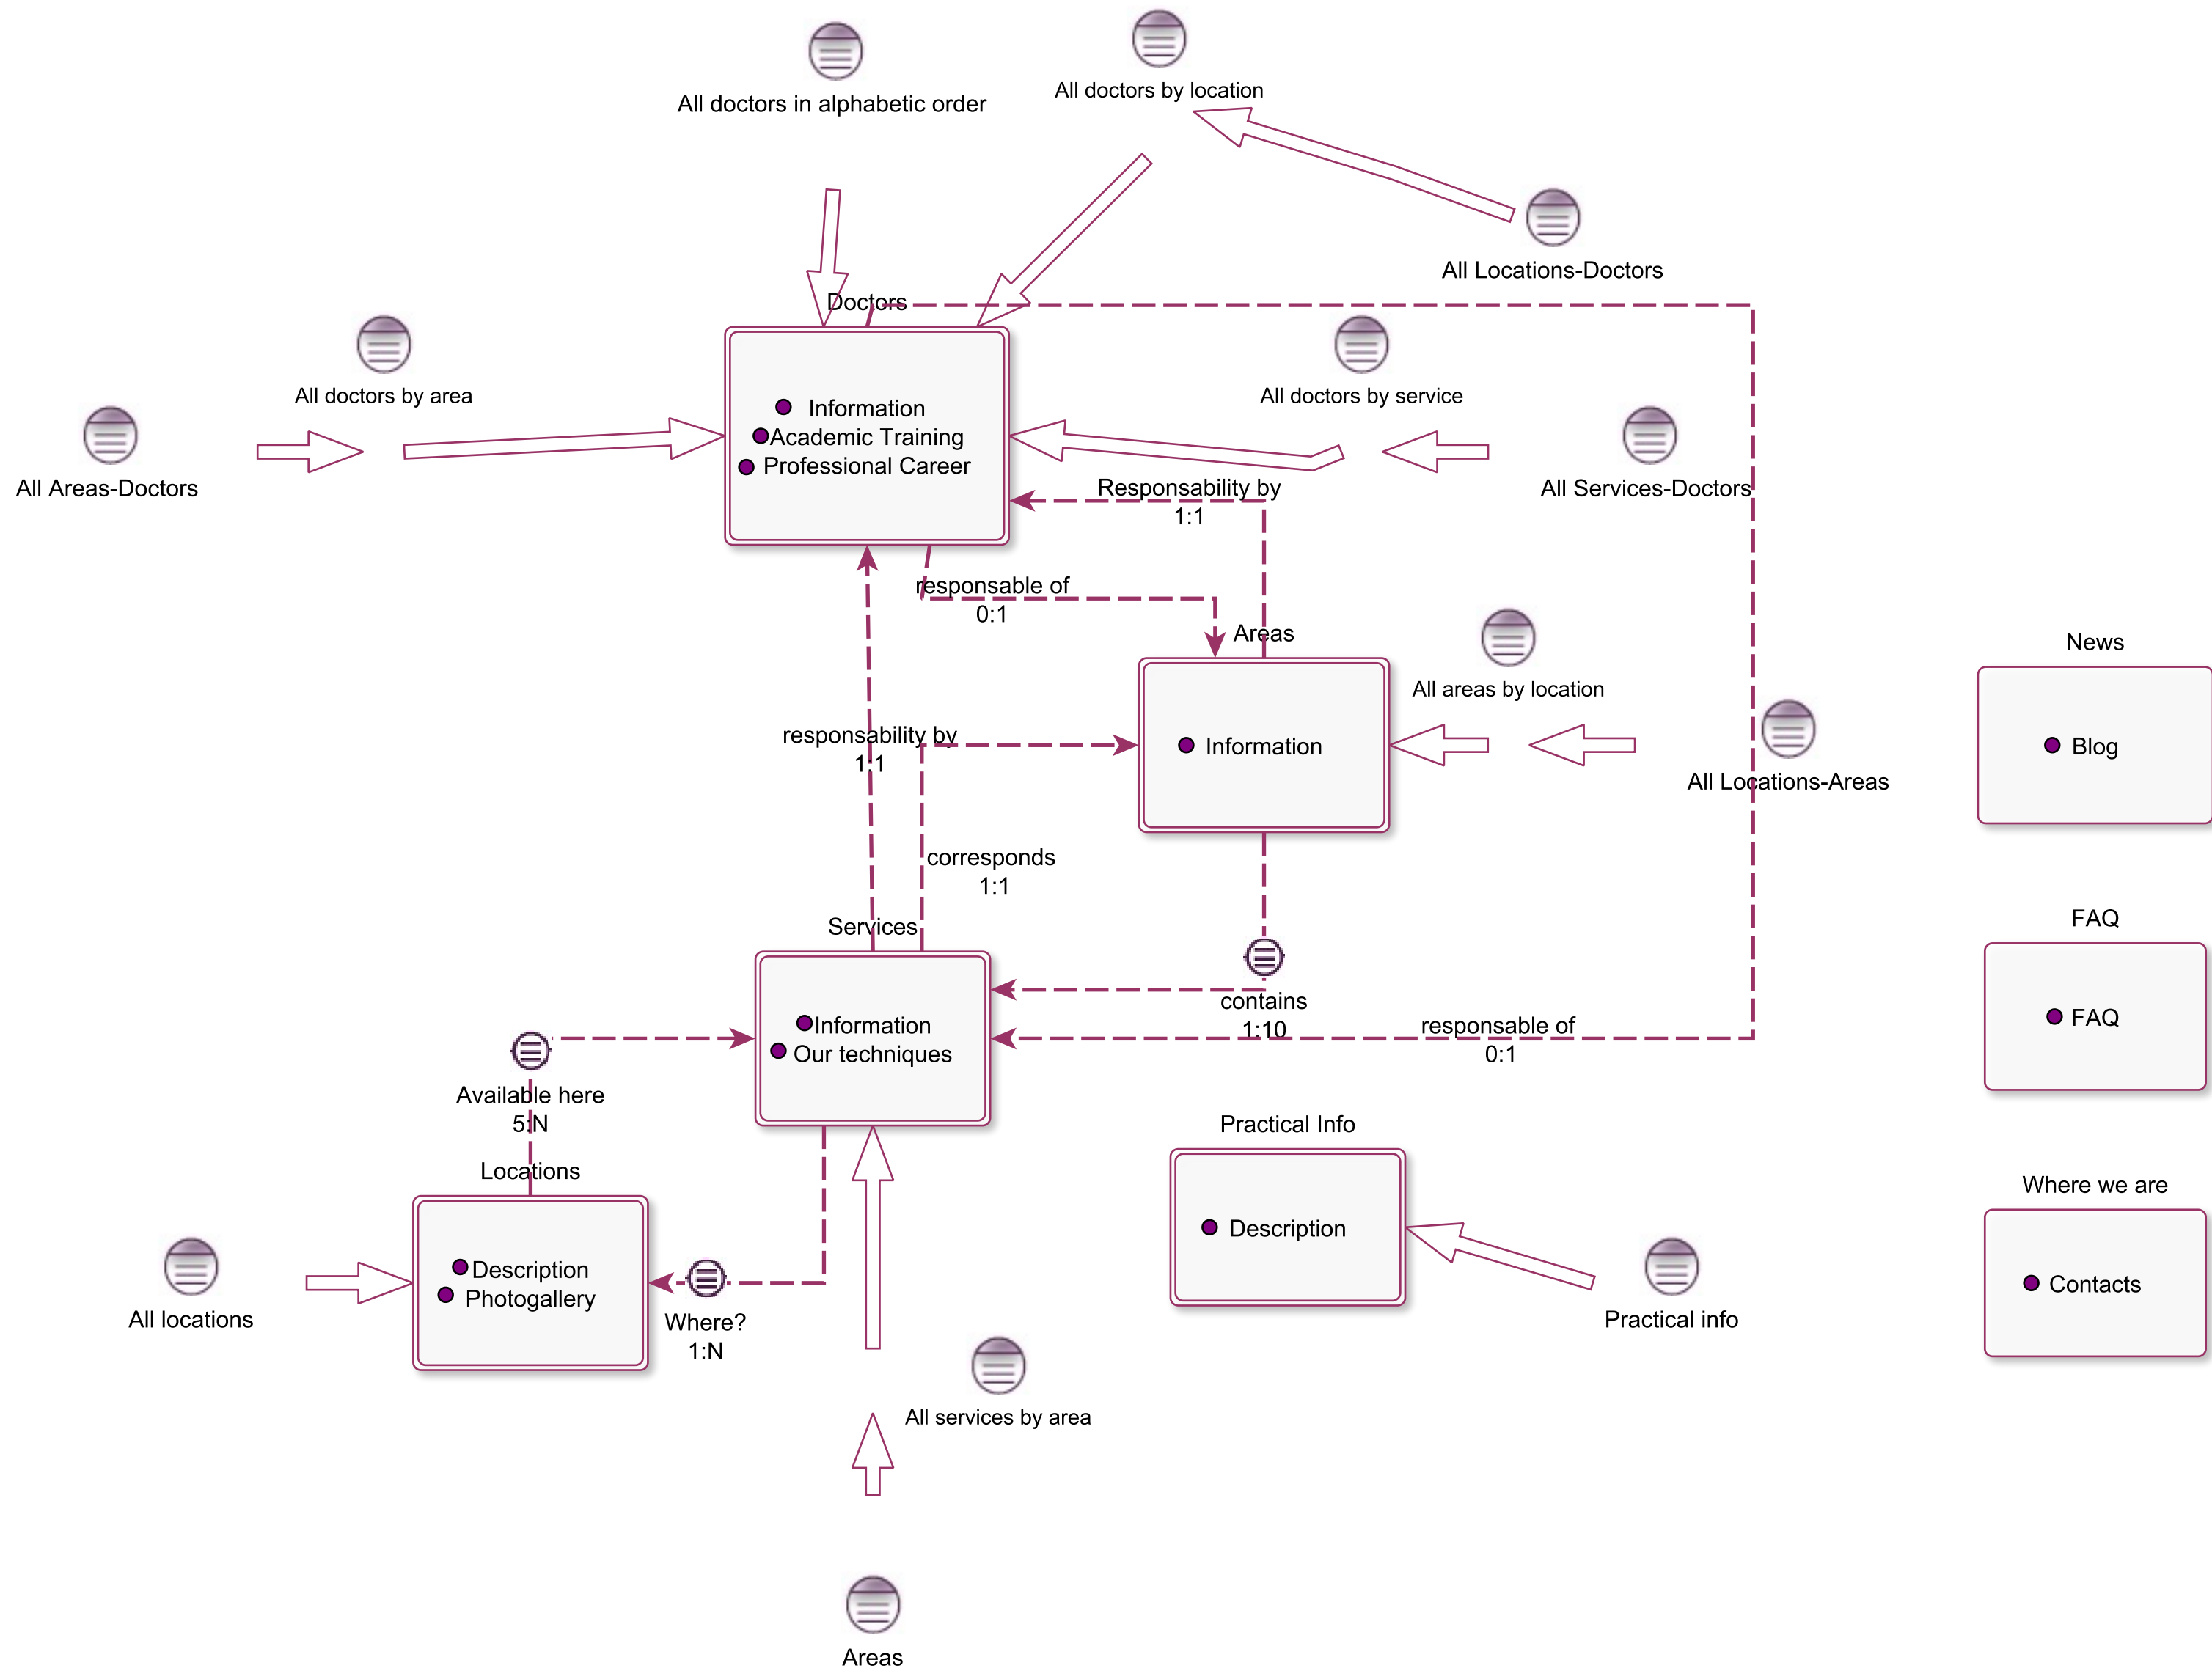 All doctors by location
All doctors in alphabetic order
All Locations-Doctors
Doctors
All doctors by area
All doctors by service
Information
Academic Training
Professional Career
All Areas-Doctors
All Services-Doctors
Responsability by
1:1
responsable of
0:1
Areas
News
All areas by location
responsability by
1:1
Information
Blog
All Locations-Areas
corresponds
1:1
Services
FAQ
contains
1:10
Information
Our techniques
responsable of
0:1
FAQ
Available here
5:N
Practical Info
Locations
Where we are
Description
Description
Photogallery
Contacts
All locations
Where?
1:N
Practical info
All services by area
Areas